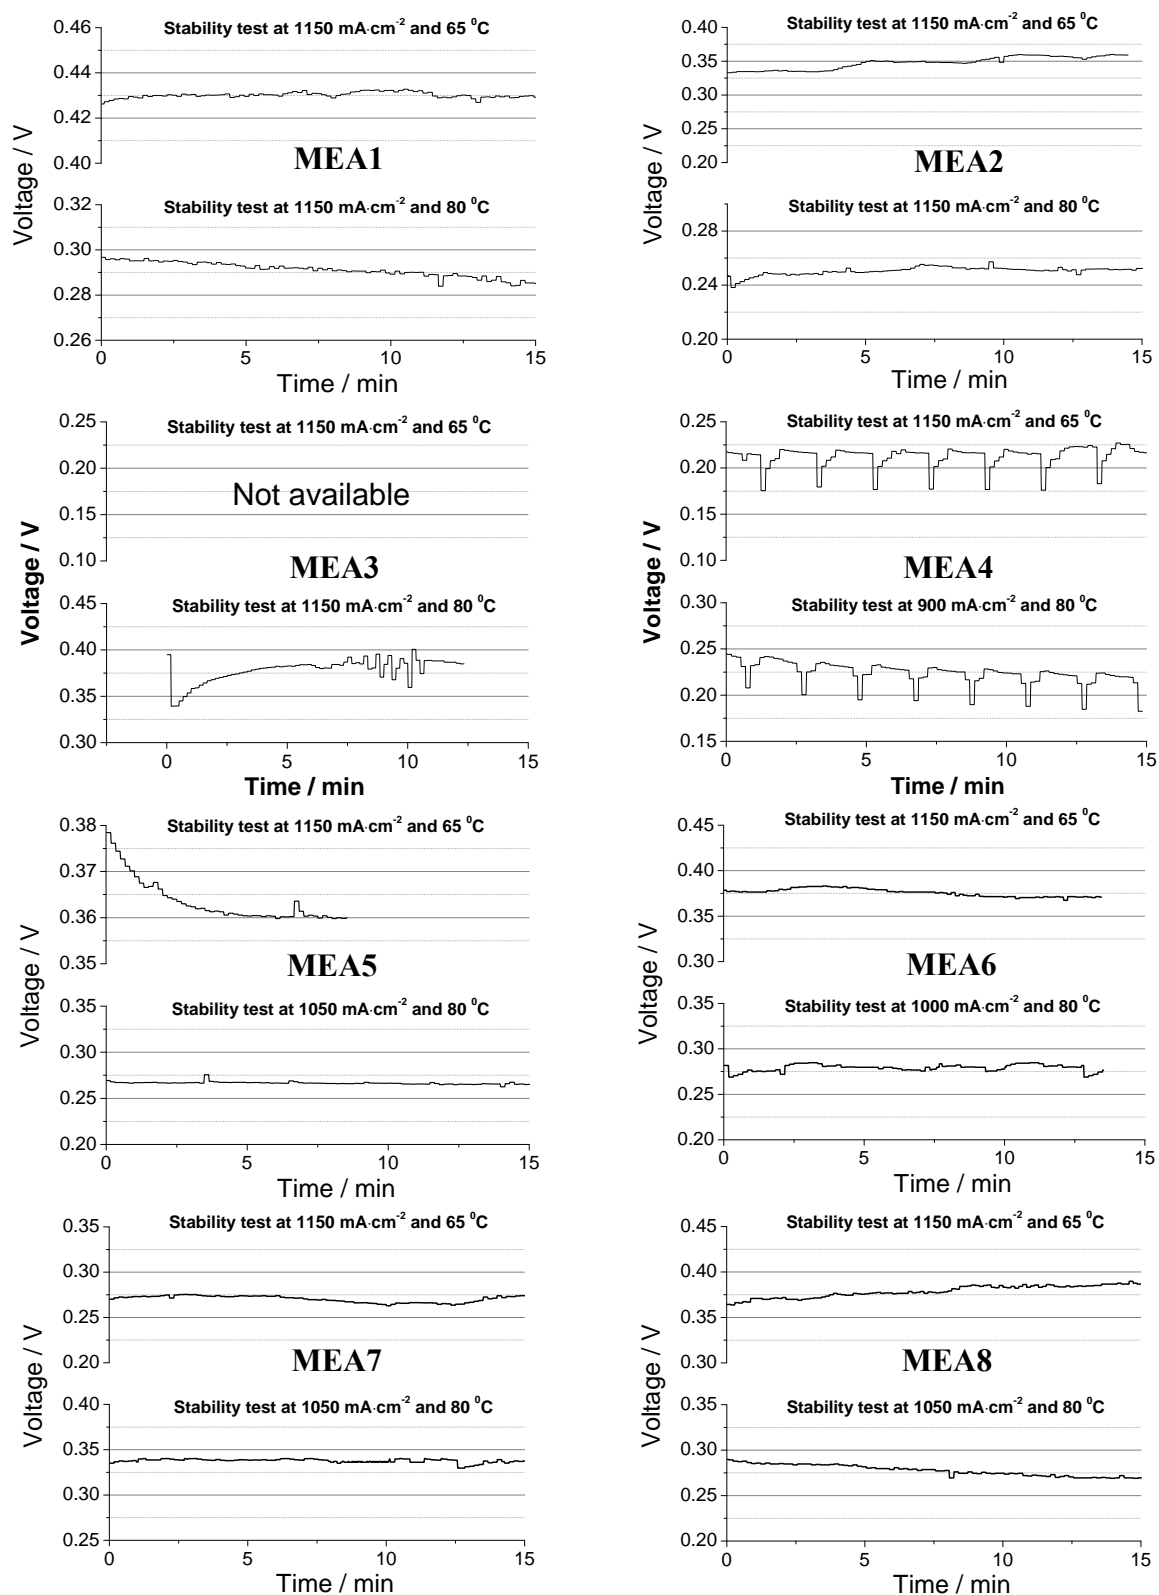 Stability test at 1150 mA·cm-2 and 65 0C
0.46
0.43
0.42
0.40
MEA1
Voltage / V
Stability test at 1150 mA·cm-2 and 80 0C
0.32
0.30
0.28
0.26
0 5 10 15
Time / min
Stability test at 1150 mA·cm-2 and 65 0C
0.40
0.35
0.30
0.25
0.20
MEA2
Voltage / V
Stability test at 1150 mA·cm-2 and 80 0C
0.28
0.24
0.20
0 5 10 15
Time / min
Stability test at 1150 mA·cm-2 and 65 0C
0.25
0.20
0.15
0.10
Not available
MEA3
Voltage / V
Stability test at 1150 mA·cm-2 and 80 0C
0.45
0.40
0.35
0.30
0 5 10 15
Time / min
Stability test at 1150 mA·cm-2 and 65 0C
0.25
0.20
0.15
0.10
MEA4
Voltage / V
Stability test at 900 mA·cm-2 and 80 0C
0.30
0.25
0.20
0.15
0 5 10 15
Time / min
Stability test at 1150 mA·cm-2 and 65 0C
0.38
0.37
0.36
0.35
MEA5
Voltage / V
Stability test at 1050 mA·cm-2 and 80 0C
0.35
0.30
0.25
0.20
0 5 10 15
Time / min
Stability test at 1150 mA·cm-2 and 65 0C
0.45
0.40
0.35
0.30
MEA6
Voltage / V
Stability test at 1000 mA·cm-2 and 80 0C
0.35
0.30
0.25
0.20
0 5 10 15
Time / min
Stability test at 1150 mA·cm-2 and 65 0C
0.35
0.30
0.25
0.20
MEA7
Voltage / V
Stability test at 1050 mA·cm-2 and 80 0C
0.40
0.35
0.30
0.25
0 5 10 15
Time / min
Stability test at 1150 mA·cm-2 and 65 0C
0.45
0.40
0.35
0.30
MEA8
Voltage / V
Stability test at 1050 mA·cm-2 and 80 0C
0.35
0.30
0.25
0.20
0 5 10 15
Time / min